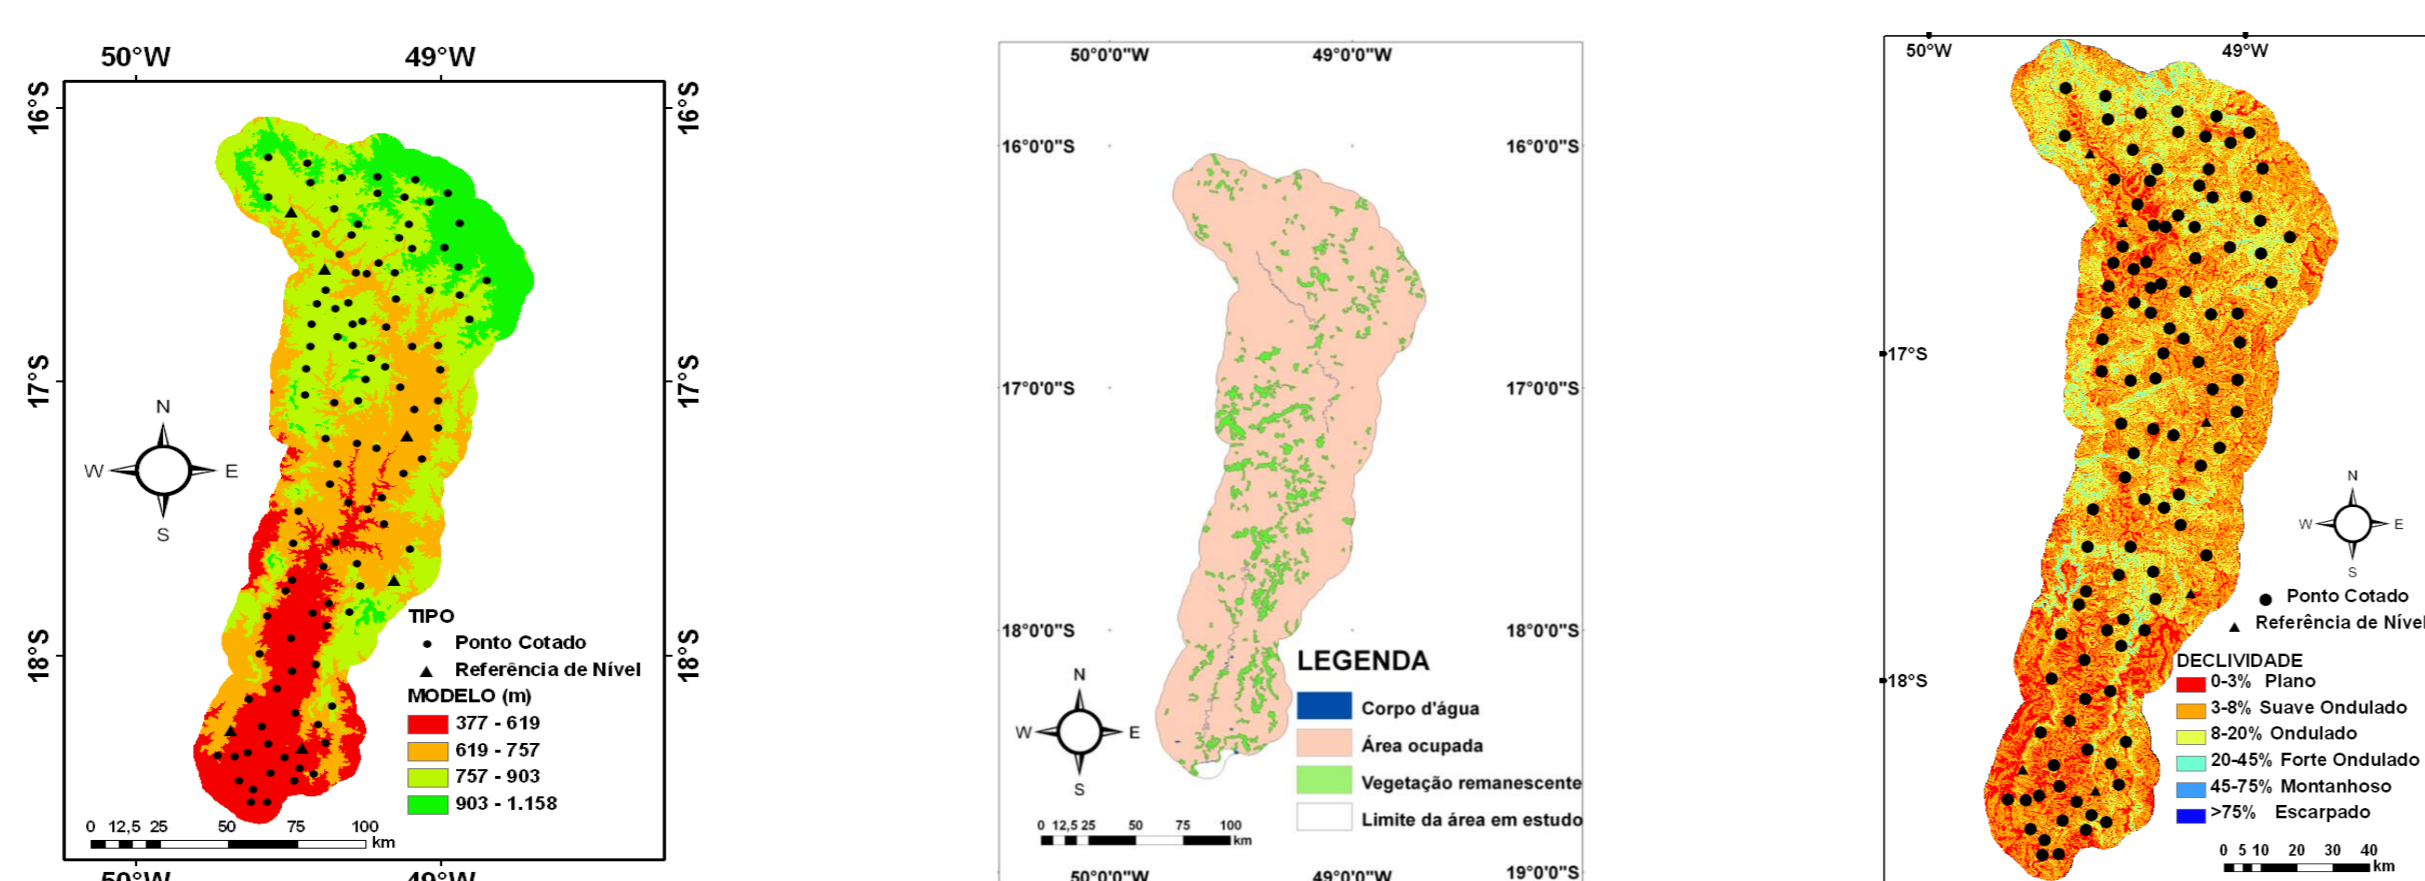 50°W 49°W
16°S 16°S
17°S 17°S
18°S 18°S
N
W E
S
TIPO
Ponto Cotado
Referência de Nível
MODELO (m)
377 - 619
619 - 757
757 - 903
903 - 1.158
0 12,5 25 50 75 100
km
50°W 49°W
50°0'0"W 49°0'0"W
16°0'0"S 16°0'0"S
17°0'0"S 17°0'0"S
18°0'0"S 18°0'0"S
N
W E
S
LEGENDA
Corpo d'água
Área ocupada
Vegetação remanescente
Limite da área em estudo
0 12,5 25 50 75 100
km
19°0'0"S
50°0'0"W 49°0'0"W
50°W 49°W
17°S
18°S
N
W E
S
Ponto Cotado
Referência de Nível
DECLIVIDADE
0-3% Plano
3-8% Suave Ondulado
8-20% Ondulado
20-45% Forte Ondulado
45-75% Montanhoso
>75% Escarpado
0 5 10 20 30 40
km